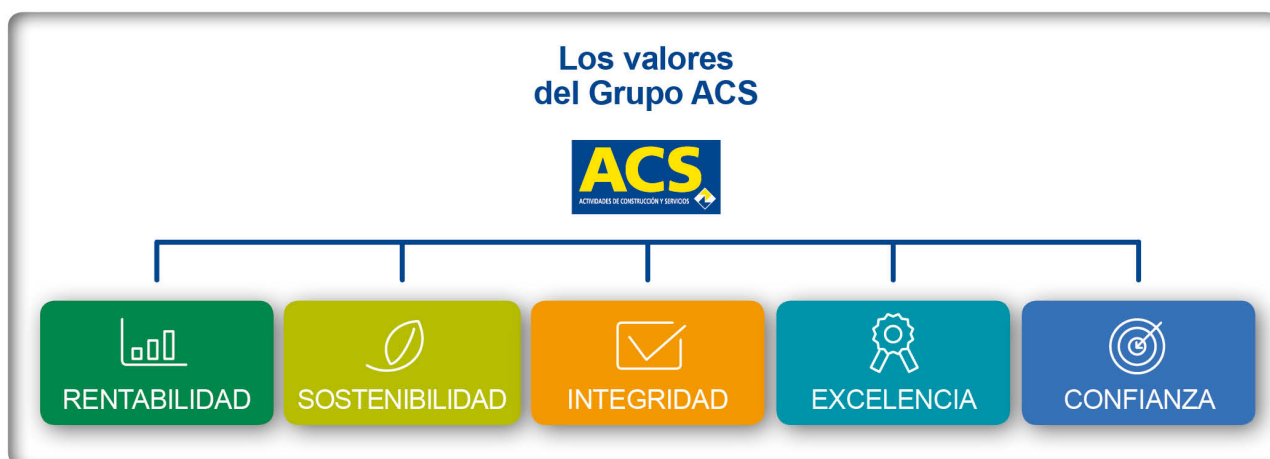 Los valores
del Grupo ACS
ACS
ACTIVIDADES DE CONSTRUCCIÓN Y SERVICIOS
RENTABILIDAD
SOSTENIBILIDAD
INTEGRIDAD
EXCELENCIA
CONFIANZA